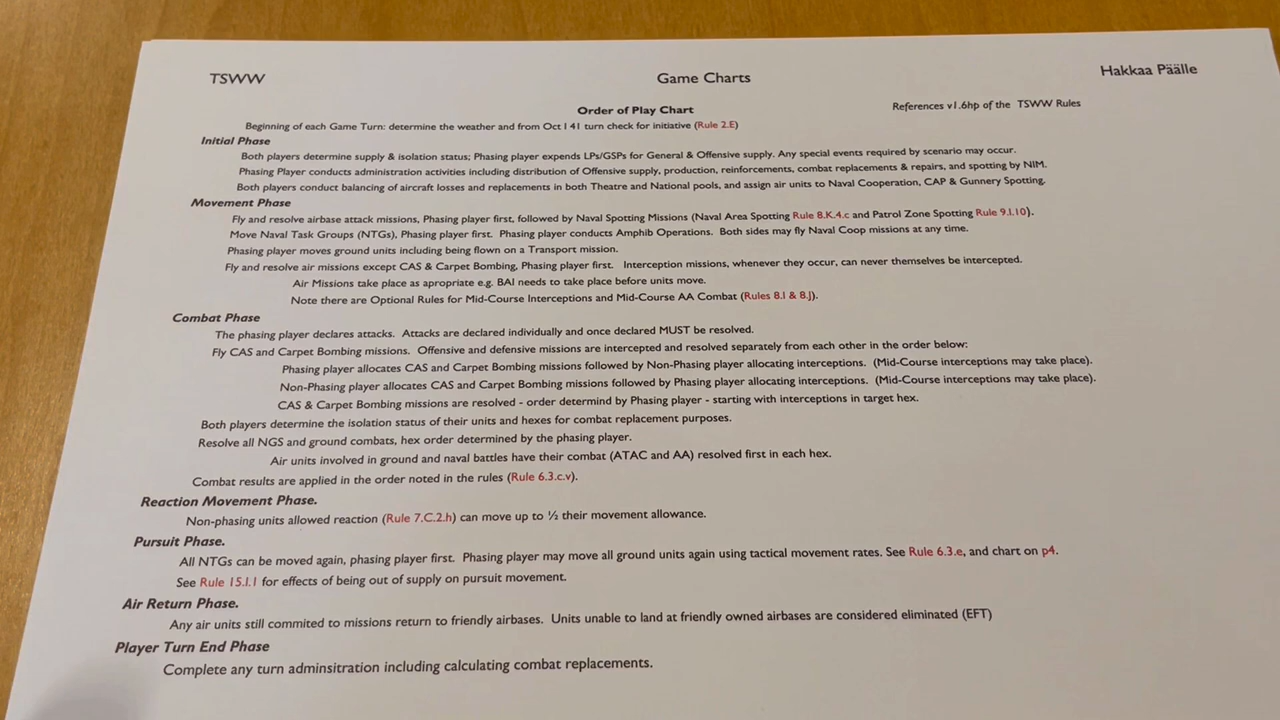 TSWW
Game Charts
Hakkaa Päälle
Order of Play Chart
References v1.6hp of the TSWW Rules
Beginning of each Game Turn: determine the weather and from Oct I 41 turn check for initiative (Rule 2.E)
Initial Phase
Both players determine supply & isolation status; Phasing player expends LPs/GSPs for General & Offensive supply. Any special events required by scenario may occur.
Phasing Player conducts administration activities including distribution of Offensive supply, production, reinforcements, combat replacements & repairs, and spotting by NIM.
Both players conduct balancing of aircraft losses and replacements in both Theatre and National pools, and assign air units to Naval Cooperation, CAP & Gunnery Spotting.
Movement Phase
Fly and resolve airbase attack missions, Phasing player first, followed by Naval Spotting Missions (Naval Area Spotting Rule 8.K.4.c and Patrol Zone Spotting Rule 9.I.10).
Move Naval Task Groups (NTGs), Phasing player first. Phasing player conducts Amphib Operations. Both sides may fly Naval Coop missions at any time.
Phasing player moves ground units including being flown on a Transport mission.
Fly and resolve air missions except CAS & Carpet Bombing, Phasing player first. Interception missions, whenever they occur, can never themselves be intercepted.
Air Missions take place as apropriate e.g. BAI needs to take place before units move.
Note there are Optional Rules for Mid-Course Interceptions and Mid-Course AA Combat (Rules 8.I & 8.J).
Combat Phase
The phasing player declares attacks. Attacks are declared individually and once declared MUST be resolved.
Fly CAS and Carpet Bombing missions. Offensive and defensive missions are intercepted and resolved separately from each other in the order below:
Phasing player allocates CAS and Carpet Bombing missions followed by Non-Phasing player allocating interceptions. (Mid-Course interceptions may take place).
Non-Phasing player allocates CAS and Carpet Bombing missions followed by Phasing player allocating interceptions. (Mid-Course interceptions may take place).
CAS & Carpet Bombing missions are resolved - order determind by Phasing player - starting with interceptions in target hex.
Both players determine the isolation status of their units and hexes for combat replacement purposes.
Resolve all NGS and ground combats, hex order determined by the phasing player.
Air units involved in ground and naval battles have their combat (ATAC and AA) resolved first in each hex.
Combat results are applied in the order noted in the rules (Rule 6.3.c.v).
Reaction Movement Phase.
Non-phasing units allowed reaction (Rule 7.C.2.h) can move up to ½ their movement allowance.
Pursuit Phase.
All NTGs can be moved again, phasing player first. Phasing player may move all ground units again using tactical movement rates. See Rule 6.3.e, and chart on p4.
See Rule 15.I.1 for effects of being out of supply on pursuit movement.
Air Return Phase.
Any air units still commited to missions return to friendly airbases. Units unable to land at friendly owned airbases are considered eliminated (EFT)
Player Turn End Phase
Complete any turn adminsitration including calculating combat replacements.